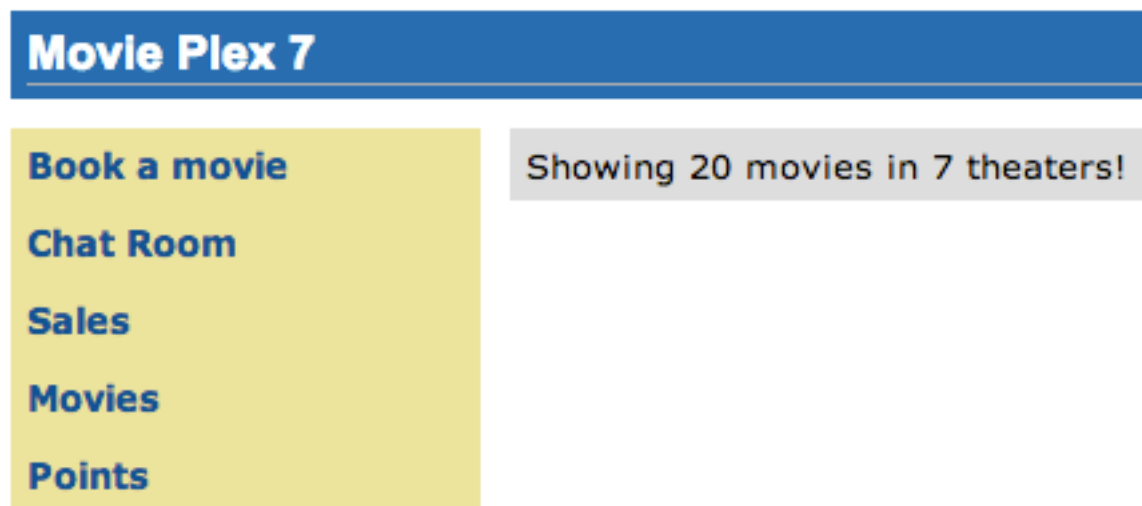 Movie Plex 7
Book a movie
Chat Room
Sales
Movies
Points
Showing 20 movies in 7 theaters!